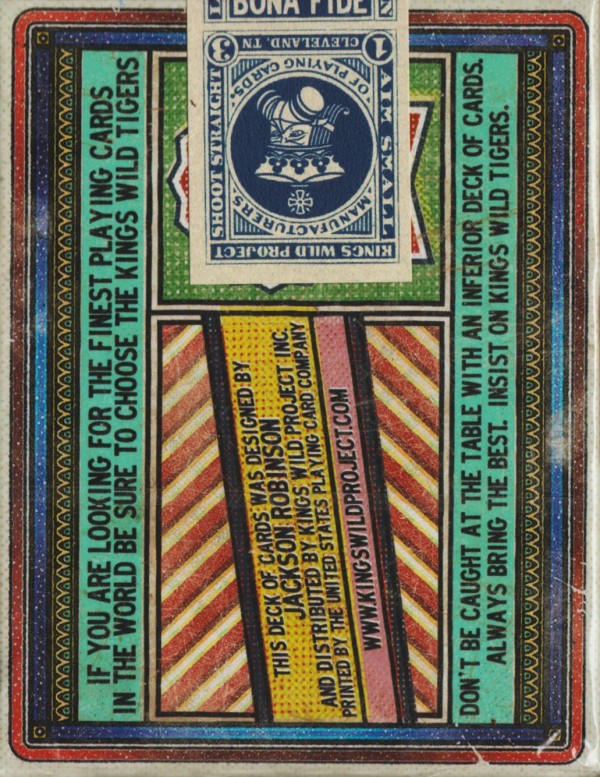 IF YOU ARE LOOKING FOR THE FINEST PLAYING CARDS
IN THE WORLD BE SURE TO CHOOSE THE KINGS WILD TIGERS
BONA FIDE
3
CLEVELAND, TN
1
SHOOT STRAIGHT
OF PLAYING CARDS.
AIM SMALL
MANUFACTURERS
KINGS WILD PROJECT
THIS DECK OF CARDS WAS DESIGNED BY
JACKSON ROBINSON
AND DISTRIBUTED BY KINGS WILD PROJECT INC.
PRINTED BY THE UNITED STATES PLAYING CARD COMPANY
WWW.KINGSWILDPROJECT.COM
DON'T BE CAUGHT AT THE TABLE WITH AN INFERIOR DECK OF CARDS.
ALWAYS BRING THE BEST. INSIST ON KINGS WILD TIGERS.